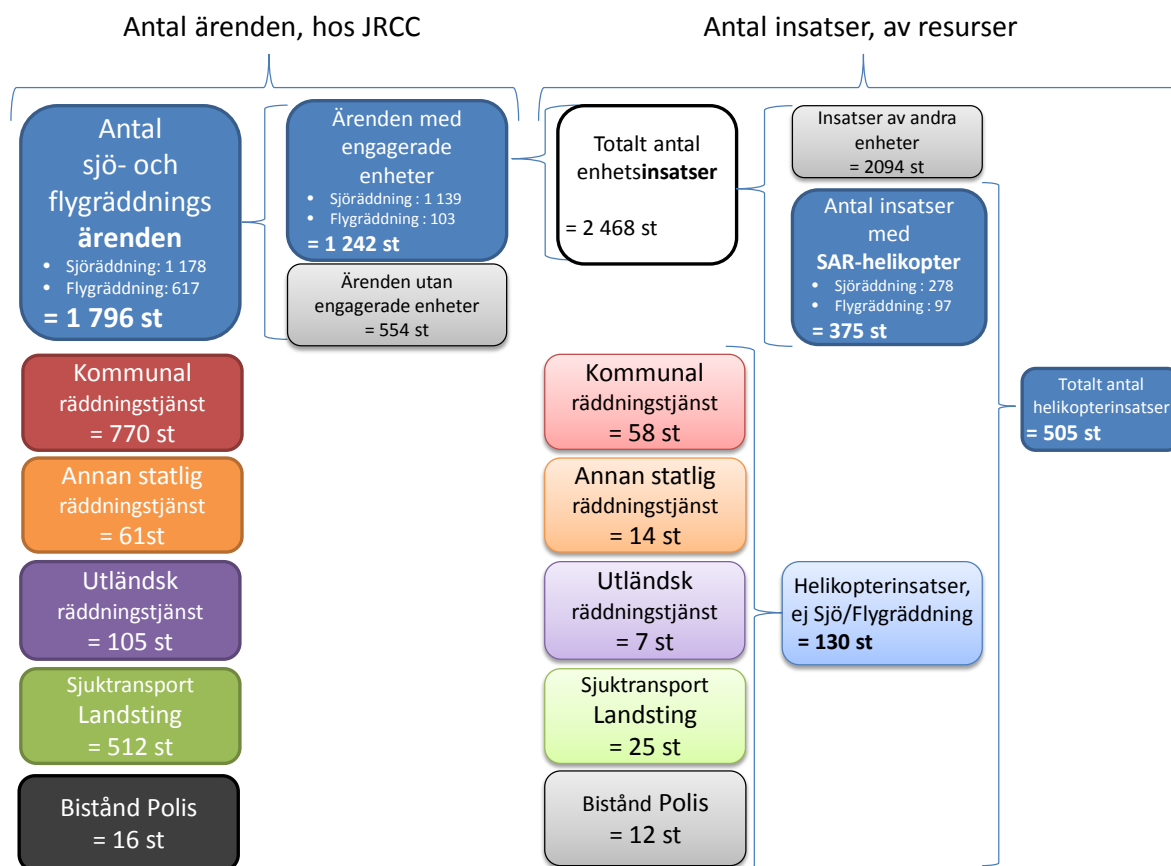 Antal ärenden, hos JRCC
Antal insatser, av resurser
Antal
sjö- och
flygräddnings
ärenden
• Sjöräddning: 1 178
• Flygräddning: 617
= 1 796 st
Ärenden med
engagerade
enheter
• Sjöräddning : 1 139
• Flygräddning : 103
= 1 242 st
Ärenden utan
engagerade enheter
= 554 st
Totalt antal
enhetsinsatser
= 2 468 st
Insatser av andra
enheter
= 2094 st
Antal insatser
med
SAR-helikopter
• Sjöräddning : 278
• Flygräddning : 97
= 375 st
Kommunal
räddningstjänst
= 770 st
Annan statlig
räddningstjänst
= 61st
Utländsk
räddningstjänst
= 105 st
Sjuktransport
Landsting
= 512 st
Bistånd Polis
= 16 st
Kommunal
räddningstjänst
= 58 st
Annan statlig
räddningstjänst
= 14 st
Utländsk
räddningstjänst
= 7 st
Sjuktransport
Landsting
= 25 st
Bistånd Polis
= 12 st
Helikopterinsatser,
ej Sjö/Flygräddning
= 130 st
Totalt antal
helikopterinsatser
= 505 st